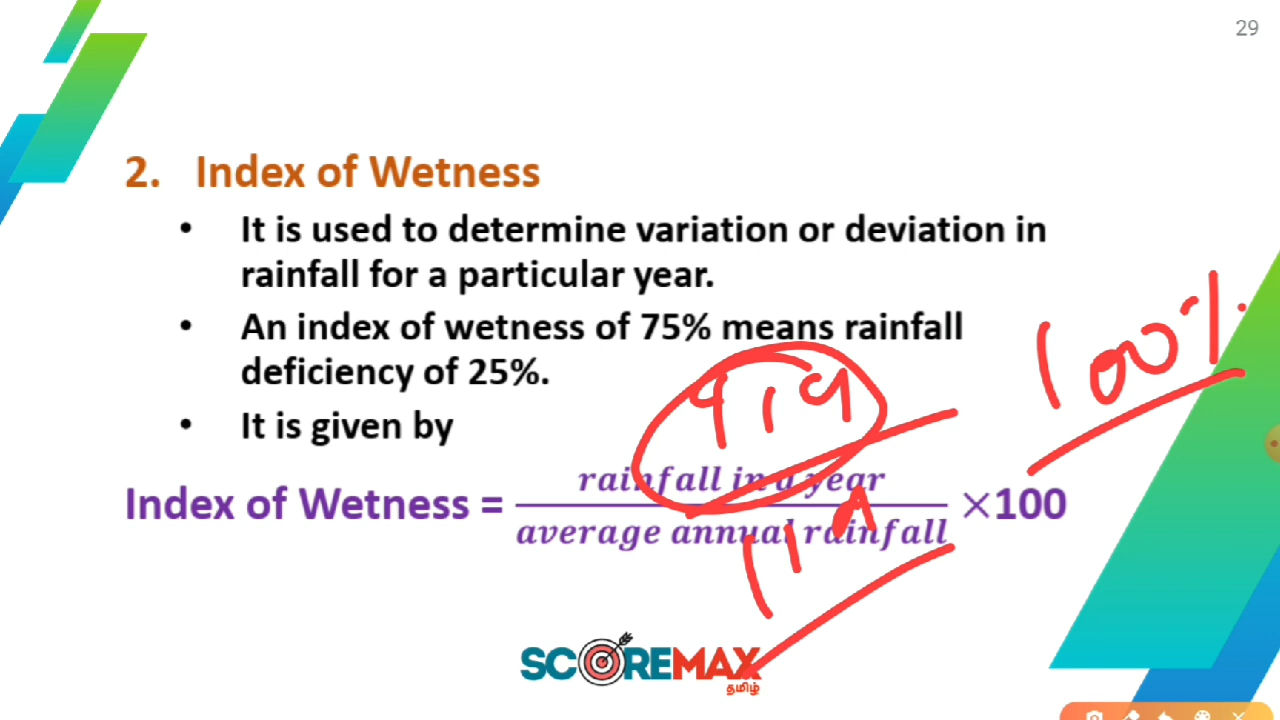 29
2. Index of Wetness
• It is used to determine variation or deviation in
rainfall for a particular year.
• An index of wetness of 75% means rainfall
deficiency of 25%.
• It is given by
100%
119
Index of Wetness = rainfall in a year / average annual rainfall ×100
SCOREMAX
தமிழ்